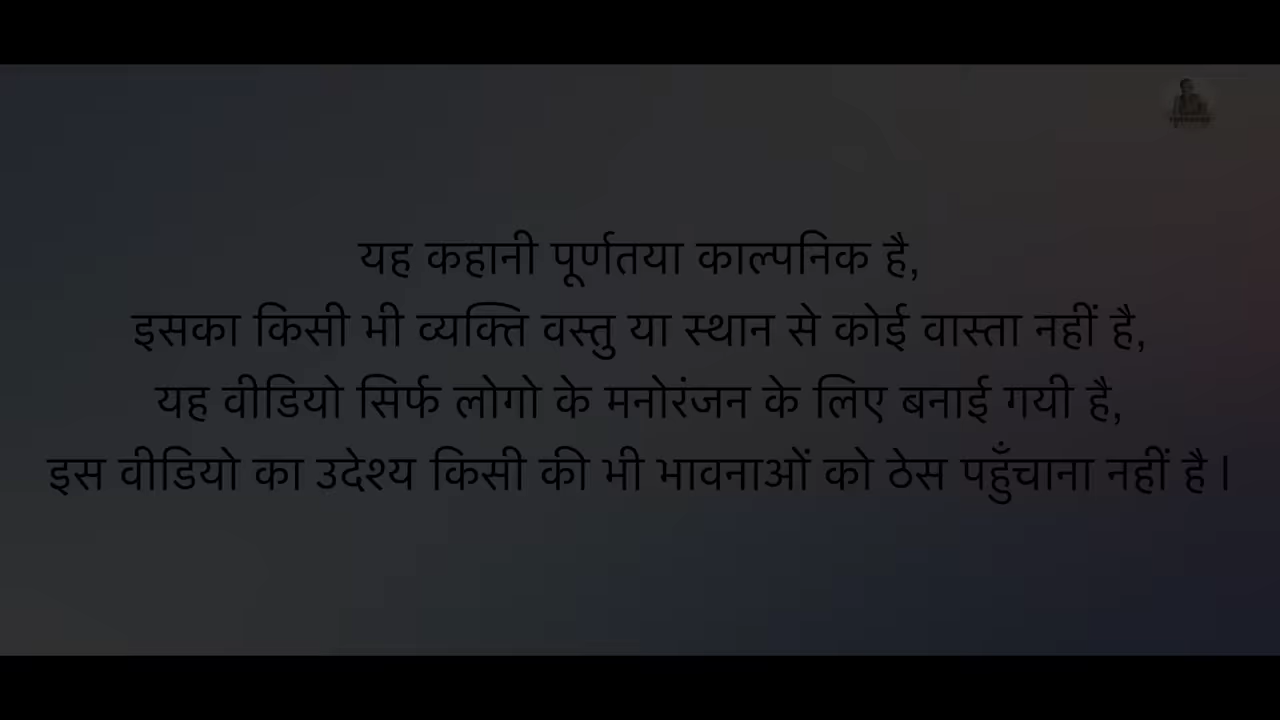 यह कहानी पूर्णतया काल्पनिक है,
इसका किसी भी व्यक्ति वस्तु या स्थान से कोई वास्ता नहीं है,
यह वीडियो सिर्फ लोगो के मनोरंजन के लिए बनाई गयी है,
इस वीडियो का उदेश्य किसी की भी भावनाओं को ठेस पहुँचाना नहीं है ।